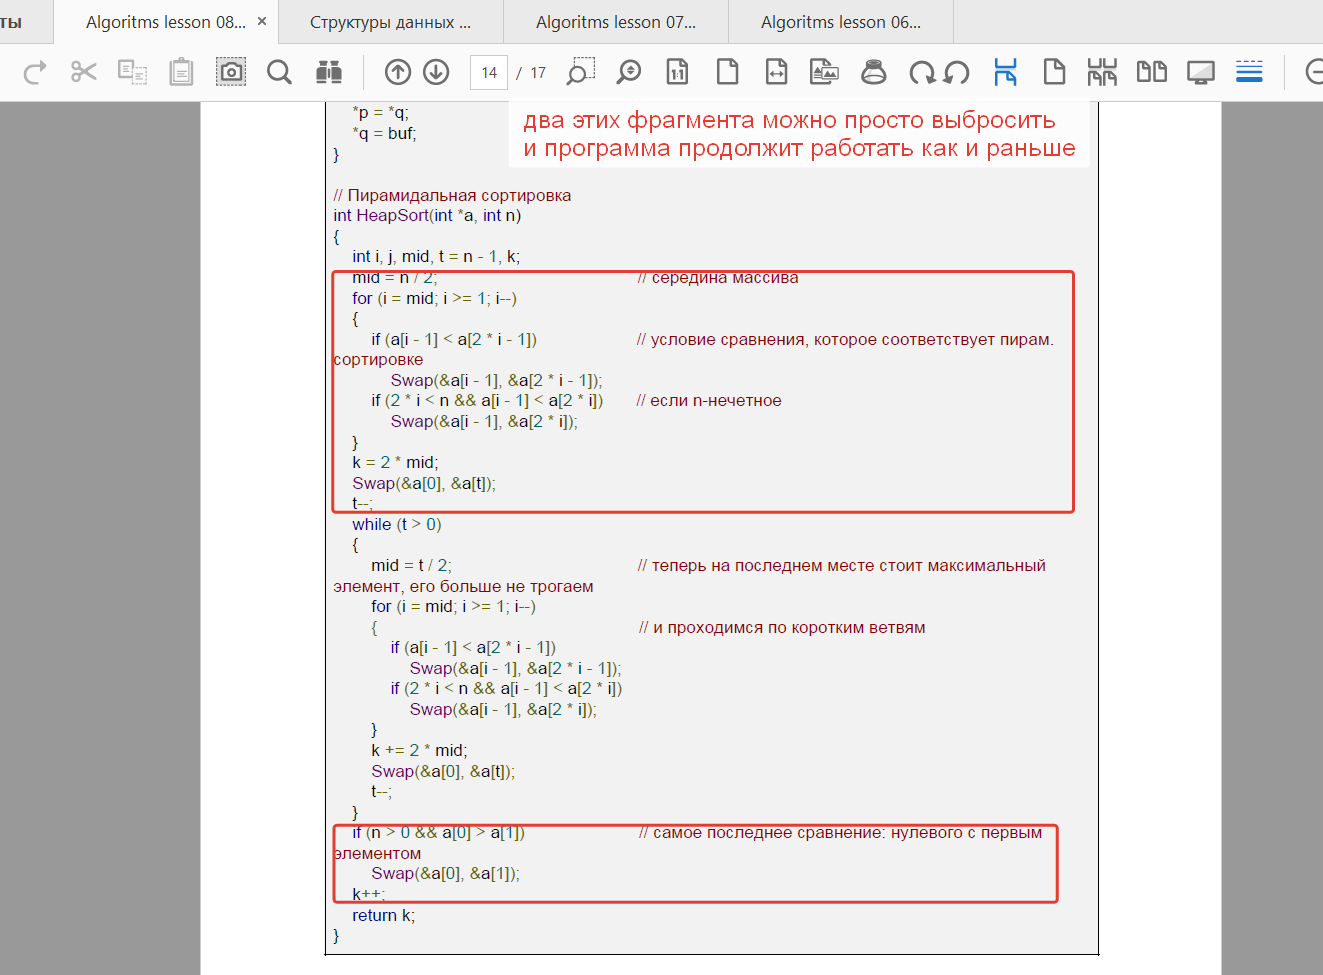 ты
Algoritms lesson 08... ×
Структуры данных ...
Algoritms lesson 07...
Algoritms lesson 06...
14 / 17
1:1
*p = *q;
*q = buf;
}
два этих фрагмента можно просто выбросить
и программа продолжит работать как и раньше
// Пирамидальная сортировка
int HeapSort(int *a, int n)
{
int i, j, mid, t = n - 1, k;
mid = n / 2; // середина массива
for (i = mid; i >= 1; i--)
{
if (a[i - 1] < a[2 * i - 1]) // условие сравнения, которое соответствует пирам.
сортировке
Swap(&a[i - 1], &a[2 * i - 1]);
if (2 * i < n && a[i - 1] < a[2 * i]) // если n-нечетное
Swap(&a[i - 1], &a[2 * i]);
}
k = 2 * mid;
Swap(&a[0], &a[t]);
t--;
while (t > 0)
{
mid = t / 2; // теперь на последнем месте стоит максимальный
элемент, его больше не трогаем
for (i = mid; i >= 1; i--)
{ // и проходимся по коротким ветвям
if (a[i - 1] < a[2 * i - 1])
Swap(&a[i - 1], &a[2 * i - 1]);
if (2 * i < n && a[i - 1] < a[2 * i])
Swap(&a[i - 1], &a[2 * i]);
}
k += 2 * mid;
Swap(&a[0], &a[t]);
t--;
}
if (n > 0 && a[0] > a[1]) // самое последнее сравнение: нулевого с первым
элементом
Swap(&a[0], &a[1]);
k++;
return k;
}